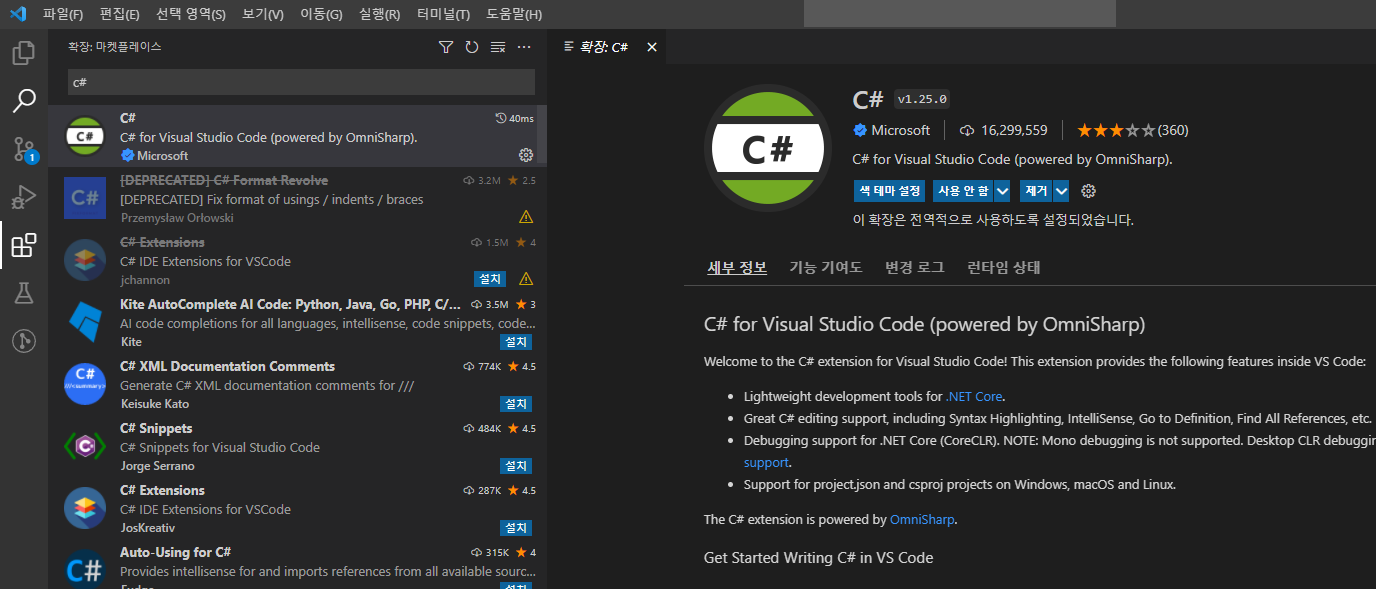 파일(F) 편집(E) 선택 영역(S) 보기(V) 이동(G) 실행(R) 터미널(T) 도움말(H)
확장: 마켓플레이스
c#
C# 40ms
C# for Visual Studio Code (powered by OmniSharp).
Microsoft
1
[DEPRECATED] C# Format Revolve 3.2M 2.5
[DEPRECATED] Fix format of usings / indents / braces
Przemysław Orłowski
C# Extensions 1.5M 4
C# IDE Extensions for VSCode
jchannon 설치
Kite AutoComplete AI Code: Python, Java, Go, PHP, C/... 3.5M 3
AI code completions for all languages, intellisense, code snippets, code...
Kite 설치
C# XML Documentation Comments 774K 4.5
Generate C# XML documentation comments for ///
Keisuke Kato 설치
C# Snippets 484K 4.5
C# Snippets for Visual Studio Code
Jorge Serrano 설치
C# Extensions 287K 4.5
C# IDE Extensions for VSCode
JosKreativ 설치
Auto-Using for C# 315K 4
Provides intellisense for and imports references from all available sourc...
확장: C#
C#
C# v1.25.0
Microsoft 16,299,559 (360)
C# for Visual Studio Code (powered by OmniSharp).
색 테마 설정 사용 안 함 제거
이 확장은 전역적으로 사용하도록 설정되었습니다.
세부 정보 기능 기여도 변경 로그 런타임 상태
C# for Visual Studio Code (powered by OmniSharp)
Welcome to the C# extension for Visual Studio Code! This extension provides the following features inside VS Code:
Lightweight development tools for .NET Core.
Great C# editing support, including Syntax Highlighting, IntelliSense, Go to Definition, Find All References, etc.
Debugging support for .NET Core (CoreCLR). NOTE: Mono debugging is not supported. Desktop CLR debuggin
support.
Support for project.json and csproj projects on Windows, macOS and Linux.
The C# extension is powered by OmniSharp.
Get Started Writing C# in VS Code